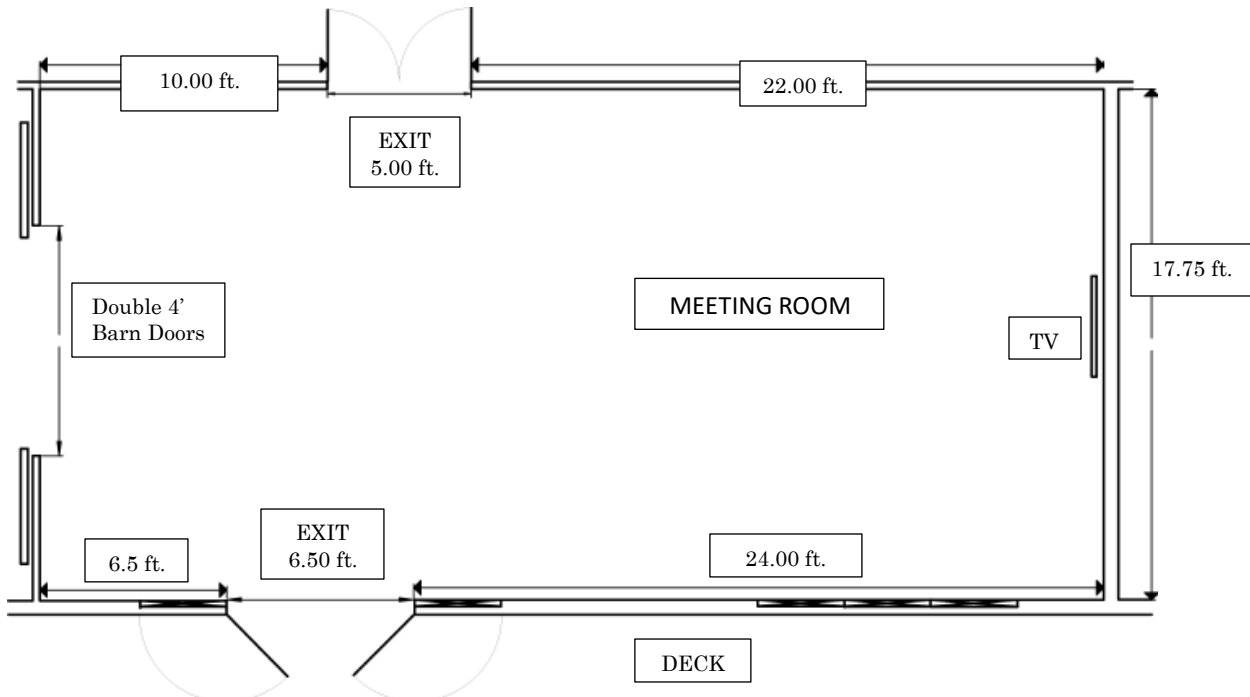 10.00 ft.
22.00 ft.
EXIT
5.00 ft.
17.75 ft.
MEETING ROOM
Double 4’
Barn Doors
TV
EXIT
6.50 ft.
6.5 ft.
24.00 ft.
DECK